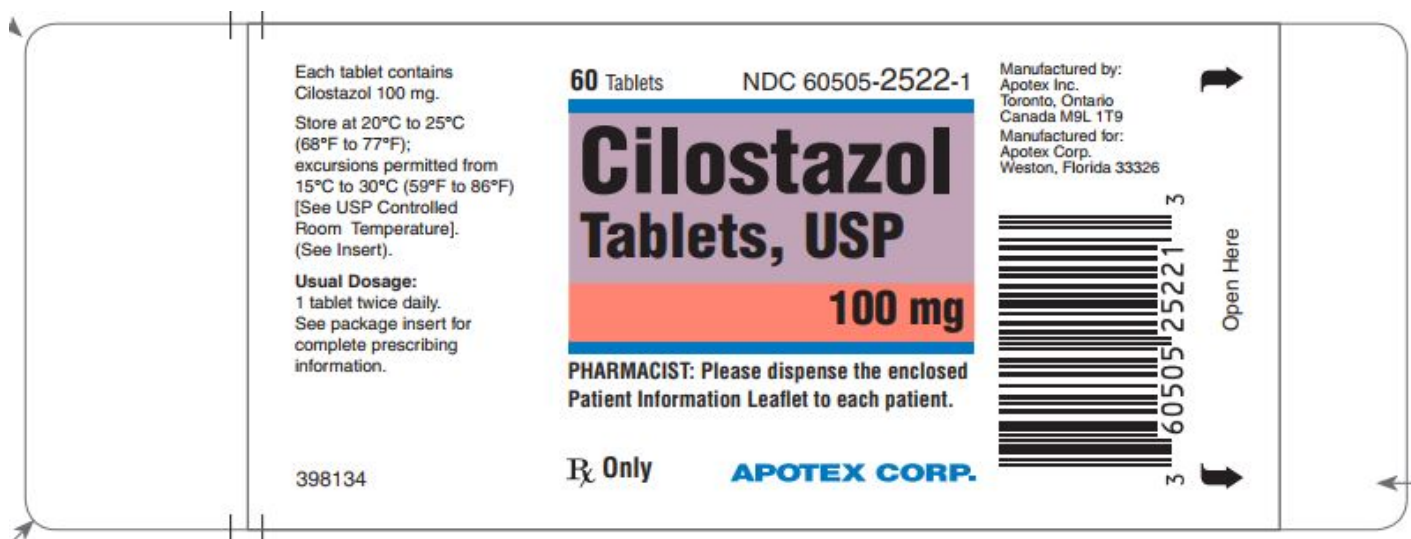 Each tablet contains
Cilostazol 100 mg.
Store at 20°C to 25°C
(68°F to 77°F);
excursions permitted from
15°C to 30°C (59°F to 86°F)
[See USP Controlled
Room Temperature].
(See Insert).
Usual Dosage:
1 tablet twice daily.
See package insert for
complete prescribing
information.
398134
60 Tablets NDC 60505-2522-1
Cilostazol
Tablets, USP
100 mg
PHARMACIST: Please dispense the enclosed
Patient Information Leaflet to each patient.
Rx Only APOTEX CORP.
Manufactured by:
Apotex Inc.
Toronto, Ontario
Canada M9L 1T9
Manufactured for:
Apotex Corp.
Weston, Florida 33326
3 60505 25221 3
Open Here